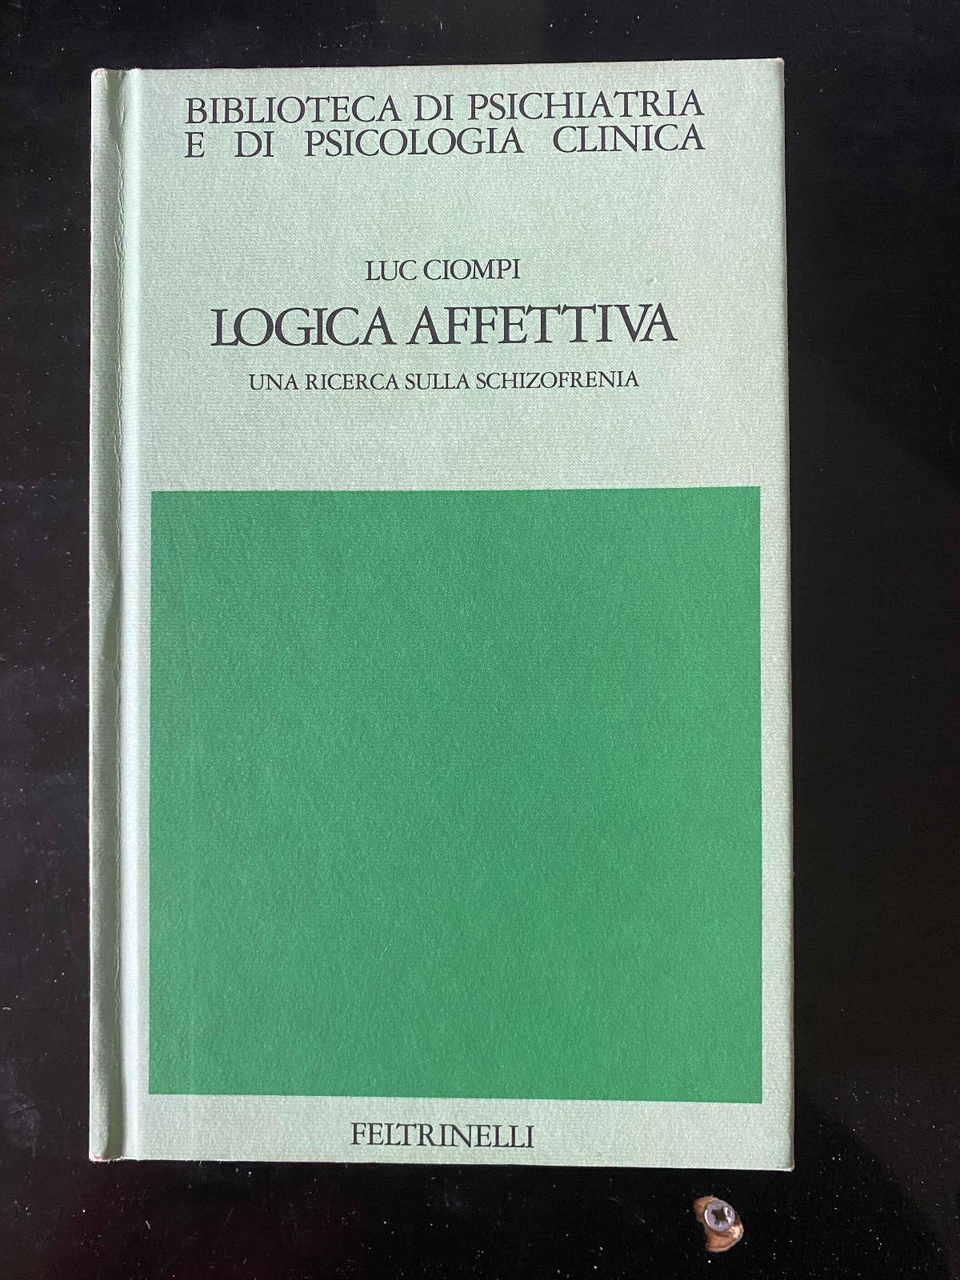 BIBLIOTECA DI PSICHIATRIA
E DI PSICOLOGIA CLINICA
LUC CIOMPI
LOGICA AFFETTIVA
UNA RICERCA SULLA SCHIZOFRENIA
FELTRINELLI